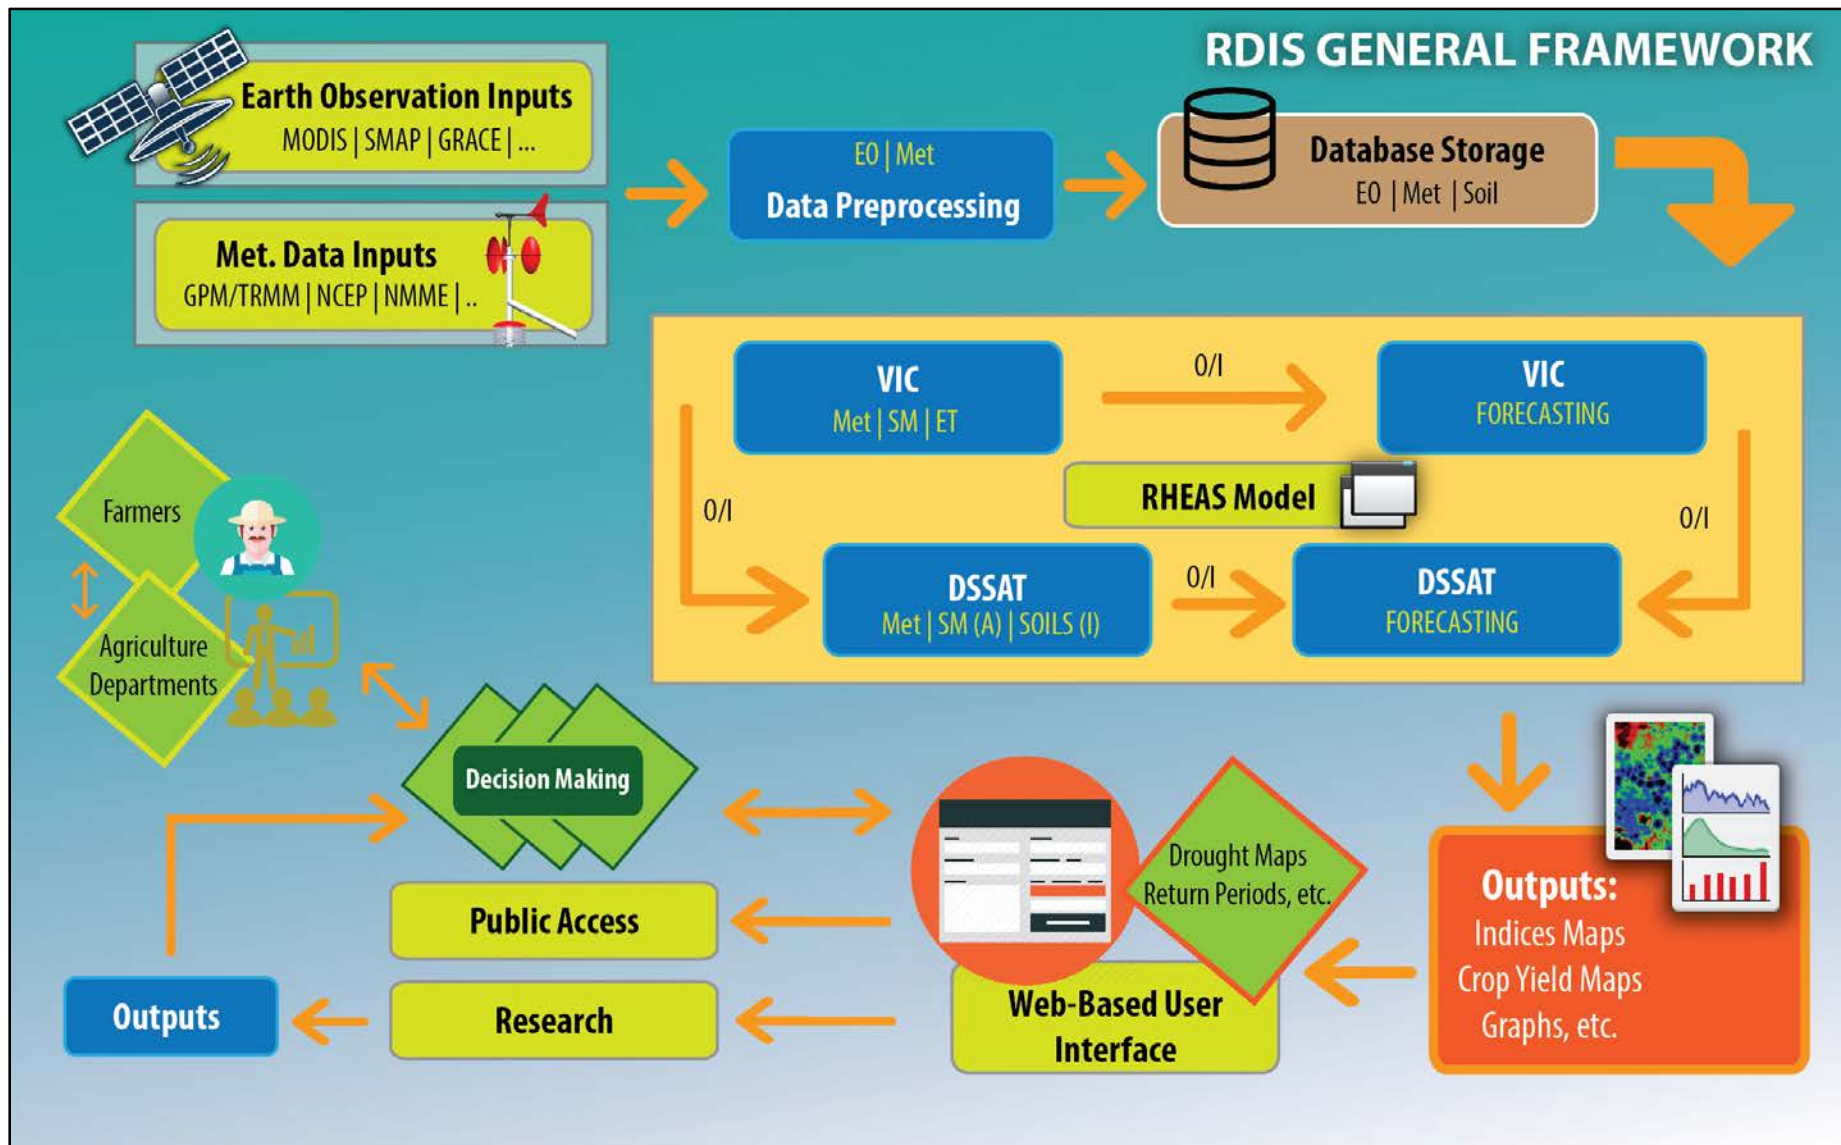 RDIS GENERAL FRAMEWORK
Earth Observation Inputs
MODIS | SMAP | GRACE | ...
Met. Data Inputs
GPM/TRMM | NCEP | NMME | ..
EO | Met
Data Preprocessing
Database Storage
EO | Met | Soil
VIC
Met | SM | ET
O/I
VIC
FORECASTING
RHEAS Model
O/I
O/I
DSSAT
Met | SM (A) | SOILS (I)
O/I
DSSAT
FORECASTING
Farmers
Agriculture
Departments
Decision Making
Drought Maps
Return Periods, etc.
Outputs:
Indices Maps
Crop Yield Maps
Graphs, etc.
Public Access
Web-Based User
Interface
Research
Outputs